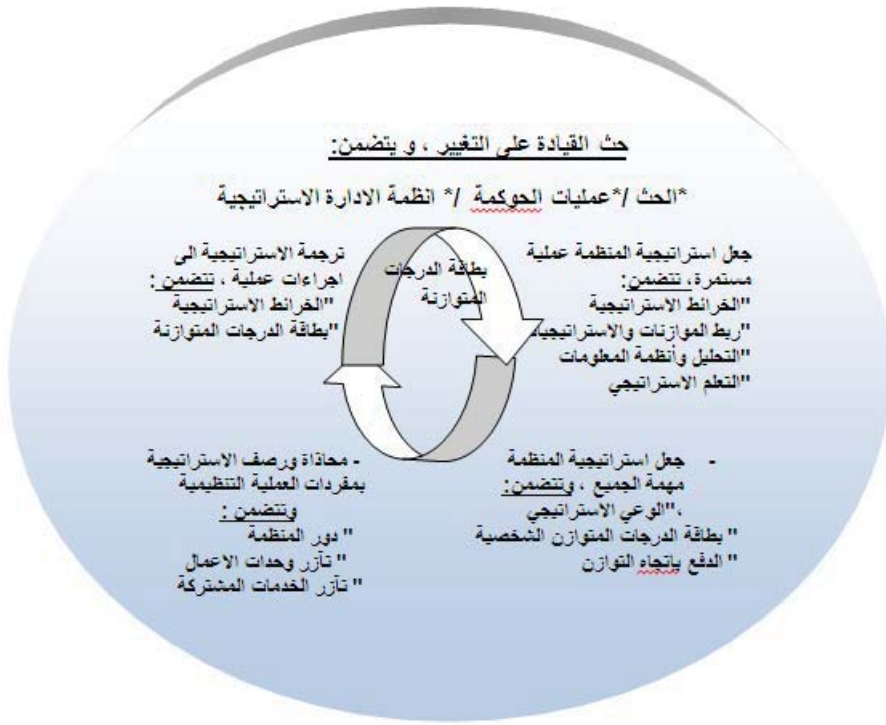 حث القيادة على التغيير ، و يتضمن:
*الحث /*عمليات الحوكمة /* انظمة الادارة الاستراتيجية
جعل استراتيجية المنظمة عملية
مستمرة، تتضمن:
"الخرائط الاستراتيجية
"ربط الموازنات والاستراتيجية
"التحليل وأنظمة المعلومات
"التعلم الاستراتيجي
بطاقة الدرجات
المتوازنة
ترجمة الاستراتيجية الى
اجراءات عملية ، تتضمن:
"الخرائط الاستراتيجية
"بطاقة الدرجات المتوازنة
- جعل استراتيجية المنظمة
مهمة الجميع ، وتتضمن:
،"الوعي الاستراتيجي
" بطاقة الدرجات المتوازن الشخصية
" الدفع بإتجاه التوازن
- محاذاة ورصف الاستراتيجية
بمفردات العملية التنظيمية
وتتضمن :
" دور المنظمة
" تآزر وحدات الاعمال
" تآزر الخدمات المشتركة